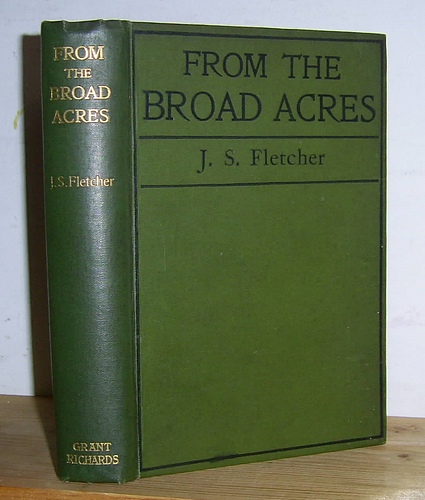 FROM
THE
BROAD
ACRES
J.S.Fletcher
GRANT
RICHARDS
FROM THE
BROAD ACRES
J. S. Fletcher